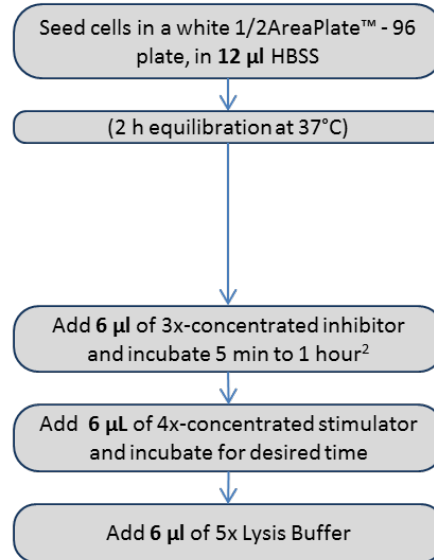 Seed cells in a white 1/2AreaPlate™ - 96
plate, in 12 µl HBSS
(2 h equilibration at 37°C)
Add 6 µl of 3x-concentrated inhibitor
and incubate 5 min to 1 hour²
Add 6 µL of 4x-concentrated stimulator
and incubate for desired time
Add 6 µl of 5x Lysis Buffer